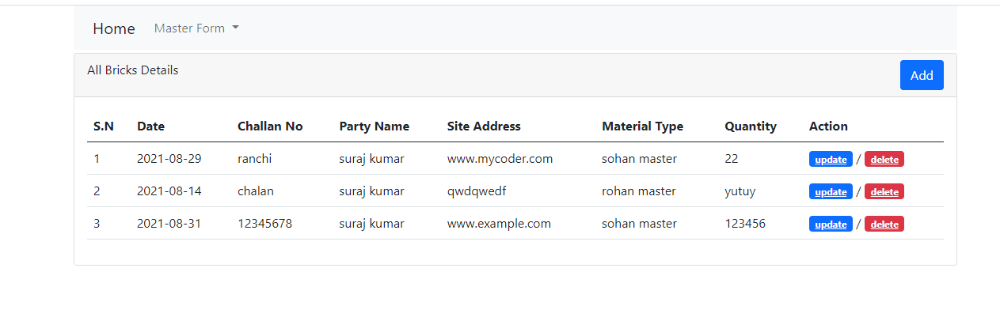 Home Master Form
All Bricks Details Add
S.N Date Challan No Party Name Site Address Material Type Quantity Action
1 2021-08-29 ranchi suraj kumar www.mycoder.com sohan master 22 update / delete
2 2021-08-14 chalan suraj kumar qwdqwedf rohan master yutuy update / delete
3 2021-08-31 12345678 suraj kumar www.example.com sohan master 123456 update / delete